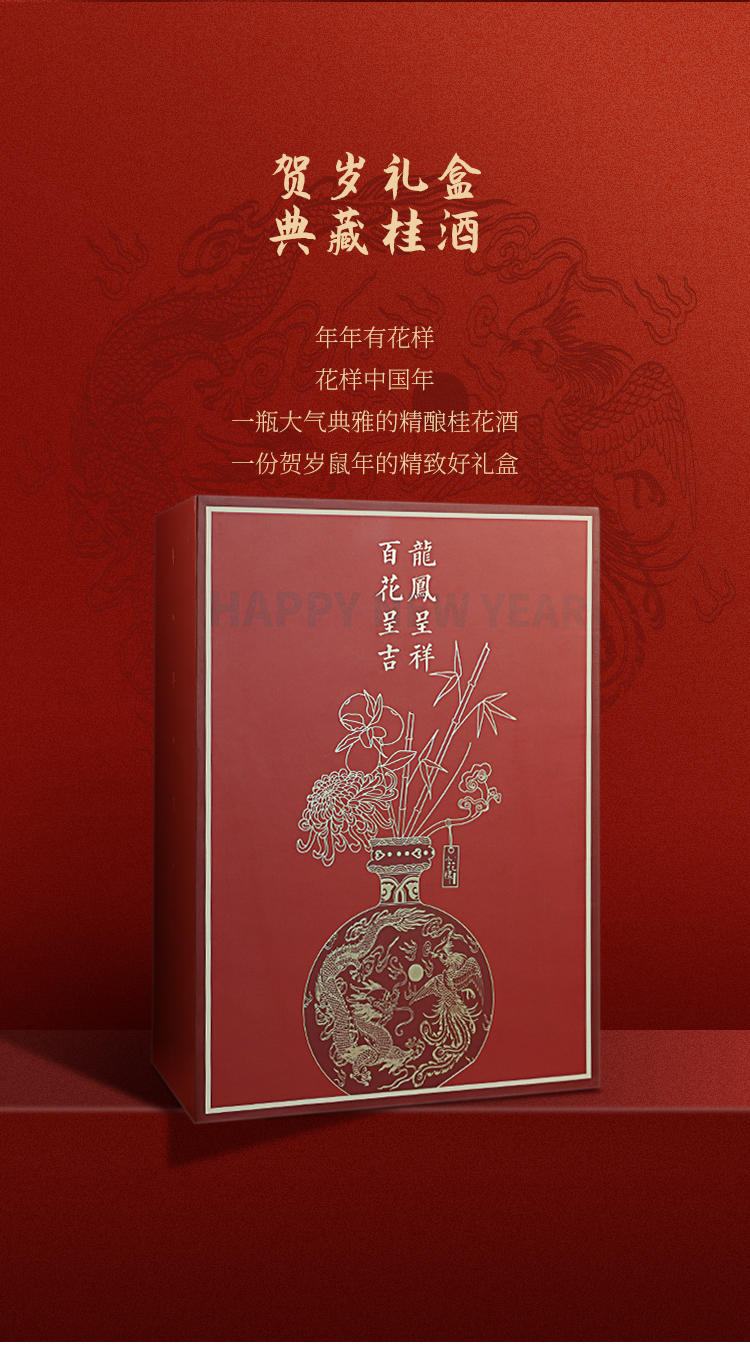 贺岁礼盒
典藏桂酒
年年有花样
花样中国年
一瓶大气典雅的精酿桂花酒
一份贺岁鼠年的精致好礼盒
龍鳳呈祥
百花呈吉
HAPPY NEW YEAR